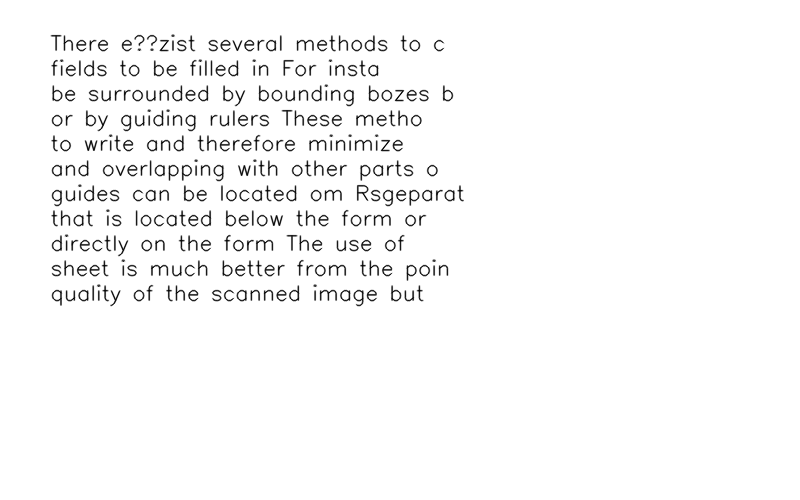 There e??zist several methods to c
fields to be filled in For insta
be surrounded by bounding bozes b
or by guiding rulers These metho
to write and therefore minimize
and overlapping with other parts o
guides can be located om Rsgeparat
that is located below the form or
directly on the form The use of
sheet is much better from the poin
quality of the scanned image but